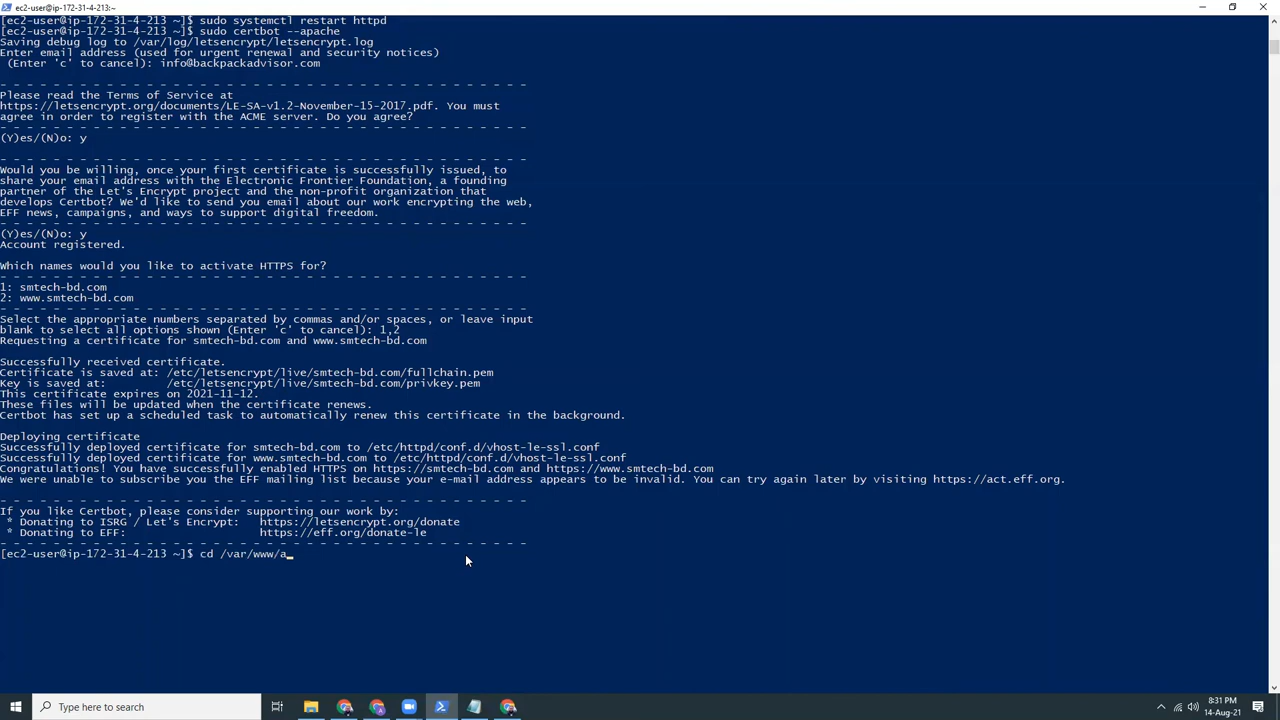 ec2-user@ip-172-31-4-213:~
[ec2-user@ip-172-31-4-213 ~]$ sudo systemctl restart httpd
[ec2-user@ip-172-31-4-213 ~]$ sudo certbot --apache
Saving debug log to /var/log/letsencrypt/letsencrypt.log
Enter email address (used for urgent renewal and security notices)
(Enter 'c' to cancel): info@backpackadvisor.com
- - - - - - - - - - - - - - - - - - - - - - - - - - - - - - - - - - - - - - - -
Please read the Terms of Service at
https://letsencrypt.org/documents/LE-SA-v1.2-November-15-2017.pdf. You must
agree in order to register with the ACME server. Do you agree?
- - - - - - - - - - - - - - - - - - - - - - - - - - - - - - - - - - - - - - - -
(Y)es/(N)o: y
- - - - - - - - - - - - - - - - - - - - - - - - - - - - - - - - - - - - - - - -
Would you be willing, once your first certificate is successfully issued, to
share your email address with the Electronic Frontier Foundation, a founding
partner of the Let's Encrypt project and the non-profit organization that
develops Certbot? We'd like to send you email about our work encrypting the web,
EFF news, campaigns, and ways to support digital freedom.
- - - - - - - - - - - - - - - - - - - - - - - - - - - - - - - - - - - - - - - -
(Y)es/(N)o: y
Account registered.
Which names would you like to activate HTTPS for?
- - - - - - - - - - - - - - - - - - - - - - - - - - - - - - - - - - - - - - - -
1: smtech-bd.com
2: www.smtech-bd.com
- - - - - - - - - - - - - - - - - - - - - - - - - - - - - - - - - - - - - - - -
Select the appropriate numbers separated by commas and/or spaces, or leave input
blank to select all options shown (Enter 'c' to cancel): 1,2
Requesting a certificate for smtech-bd.com and www.smtech-bd.com
Successfully received certificate.
Certificate is saved at: /etc/letsencrypt/live/smtech-bd.com/fullchain.pem
Key is saved at: /etc/letsencrypt/live/smtech-bd.com/privkey.pem
This certificate expires on 2021-11-12.
These files will be updated when the certificate renews.
Certbot has set up a scheduled task to automatically renew this certificate in the background.
Deploying certificate
Successfully deployed certificate for smtech-bd.com to /etc/httpd/conf.d/vhost-le-ssl.conf
Successfully deployed certificate for www.smtech-bd.com to /etc/httpd/conf.d/vhost-le-ssl.conf
Congratulations! You have successfully enabled HTTPS on https://smtech-bd.com and https://www.smtech-bd.com
We were unable to subscribe you the EFF mailing list because your e-mail address appears to be invalid. You can try again later by visiting https://act.eff.org.
- - - - - - - - - - - - - - - - - - - - - - - - - - - - - - - - - - - - - - - -
If you like Certbot, please consider supporting our work by:
* Donating to ISRG / Let's Encrypt: https://letsencrypt.org/donate
* Donating to EFF: https://eff.org/donate-le
- - - - - - - - - - - - - - - - - - - - - - - - - - - - - - - - - - - - - - - -
[ec2-user@ip-172-31-4-213 ~]$ cd /var/www/a_
Type here to search
8:31 PM
14-Aug-21